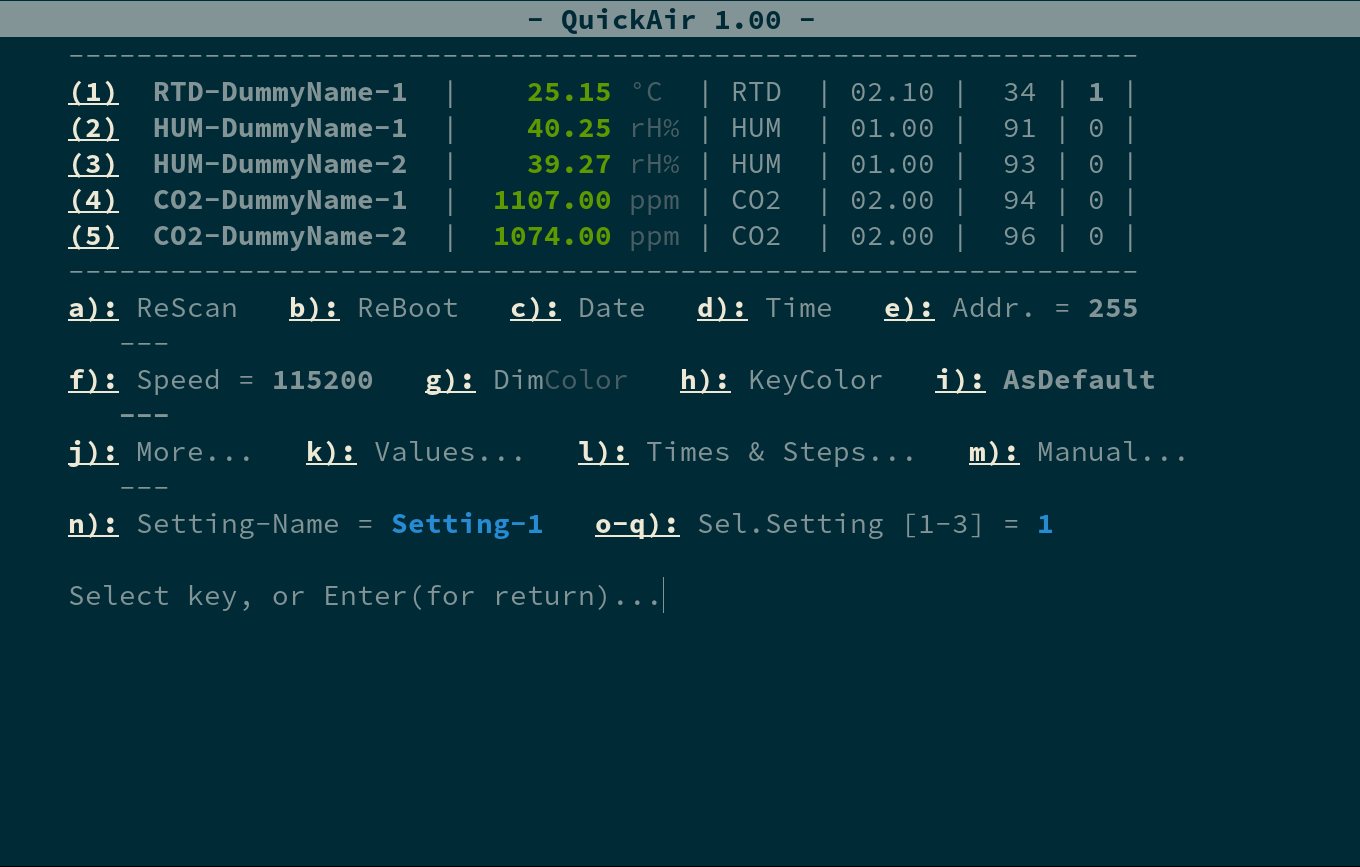 - QuickAir 1.00 -
---------------------------------------------------------------
(1)  RTD-DummyName-1  |    25.15 °C  | RTD  | 02.10 |  34 | 1 |
(2)  HUM-DummyName-1  |    40.25 rH% | HUM  | 01.00 |  91 | 0 |
(3)  HUM-DummyName-2  |    39.27 rH% | HUM  | 01.00 |  93 | 0 |
(4)  CO2-DummyName-1  |  1107.00 ppm | CO2  | 02.00 |  94 | 0 |
(5)  CO2-DummyName-2  |  1074.00 ppm | CO2  | 02.00 |  96 | 0 |
---------------------------------------------------------------
a): ReScan   b): ReBoot   c): Date   d): Time   e): Addr. = 255
   ---
f): Speed = 115200   g): DimColor   h): KeyColor   i): AsDefault
   ---
j): More...   k): Values...   l): Times & Steps...   m): Manual...
   ---
n): Setting-Name = Setting-1   o-q): Sel.Setting [1-3] = 1
Select key, or Enter(for return)...